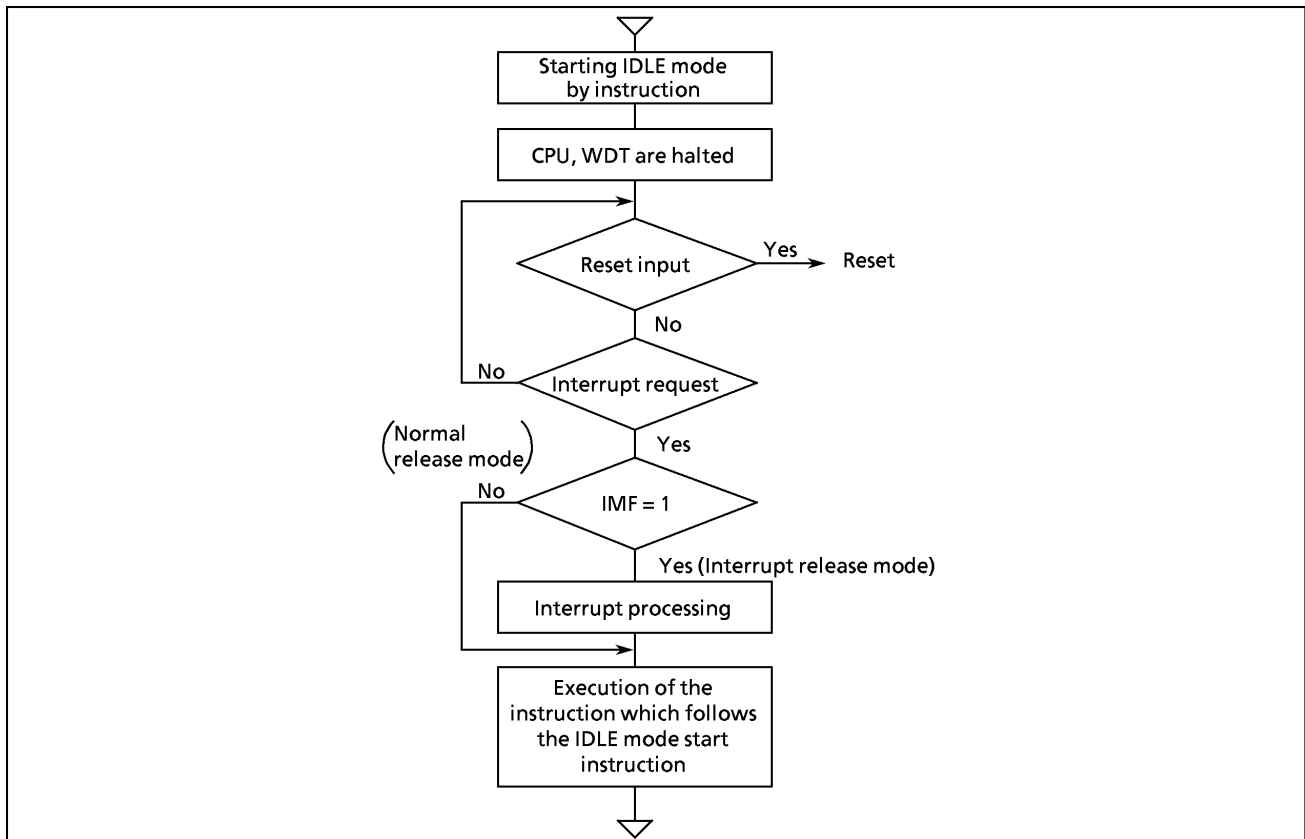 Starting IDLE mode
by instruction
CPU, WDT are halted
Reset input
Yes
Reset
No
Interrupt request
No
Yes
(Normal
release mode)
No
IMF = 1
Yes (Interrupt release mode)
Interrupt processing
Execution of the
instruction which follows
the IDLE mode start
instruction